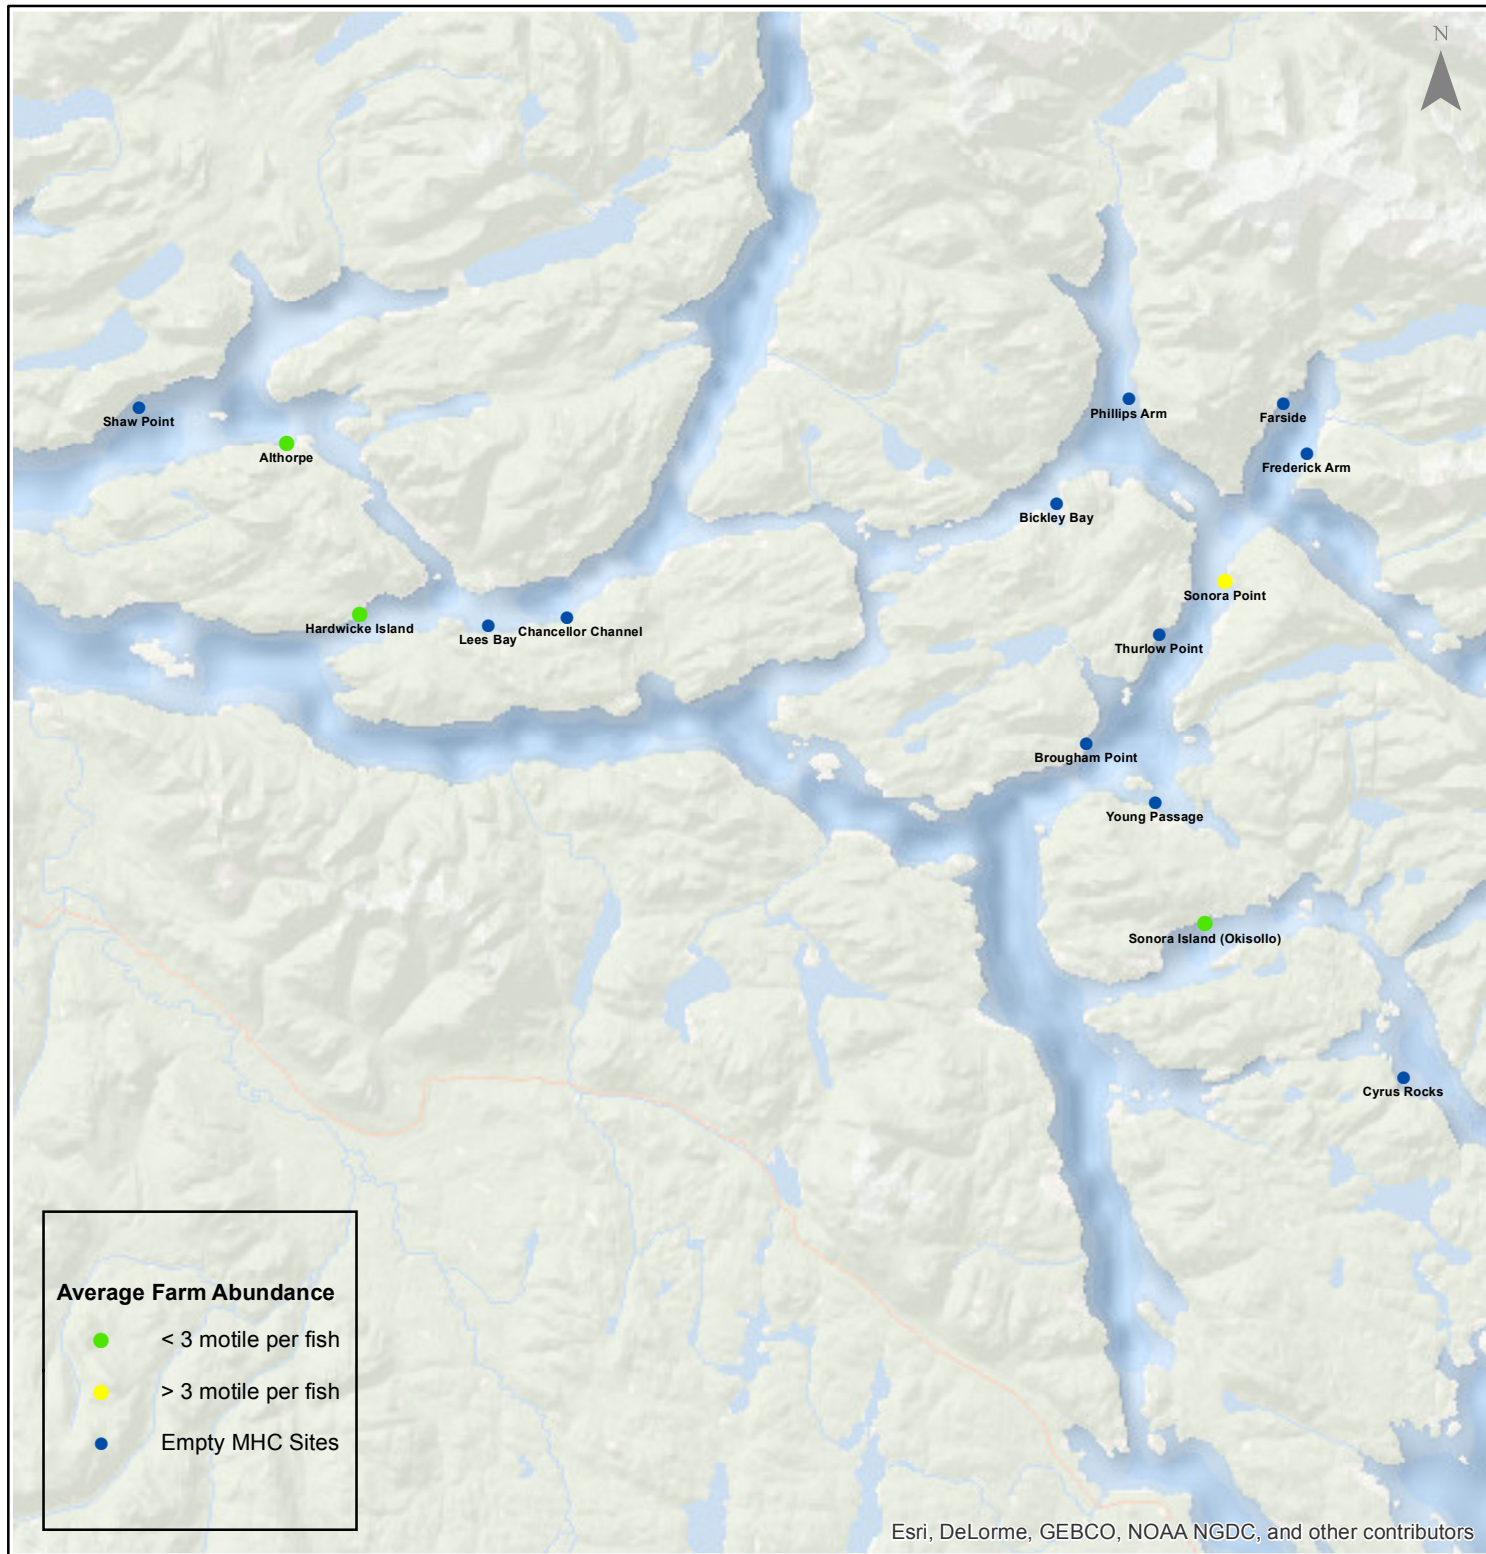 N
Shaw Point
Althorpe
Phillips Arm
Farside
Frederick Arm
Bickley Bay
Sonora Point
Hardwicke Island
Lees Bay
Chancellor Channel
Thurlow Point
Brougham Point
Young Passage
Sonora Island (Okisollo)
Cyrus Rocks
Average Farm Abundance
< 3 motile per fish
> 3 motile per fish
Empty MHC Sites
Esri, DeLorme, GEBCO, NOAA NGDC, and other contributors